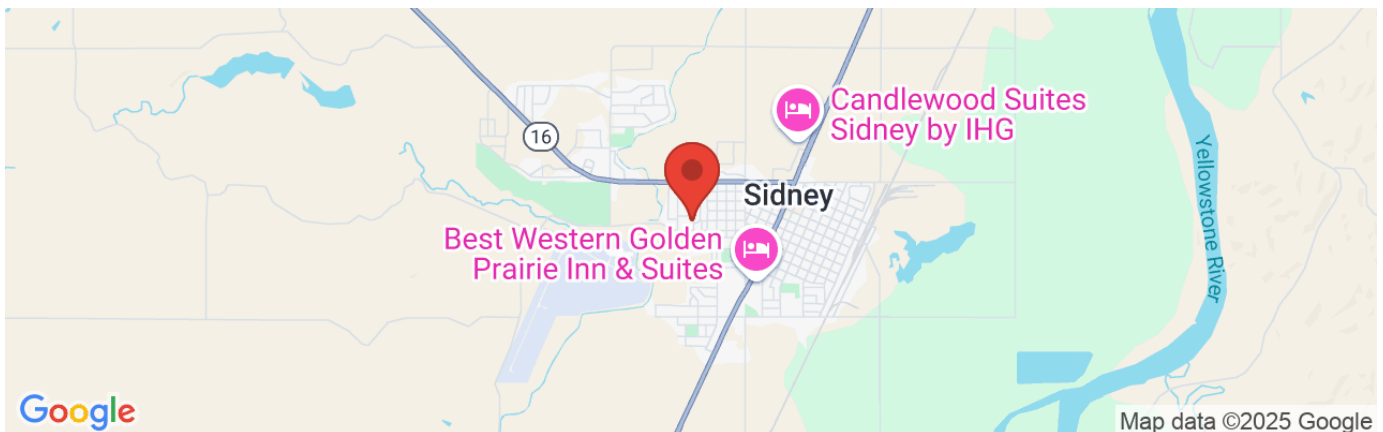 Candlewood Suites
Sidney by IHG
16
Sidney
Best Western Golden
Prairie Inn & Suites
Yellowstone River
Google
Map data ©2025 Google